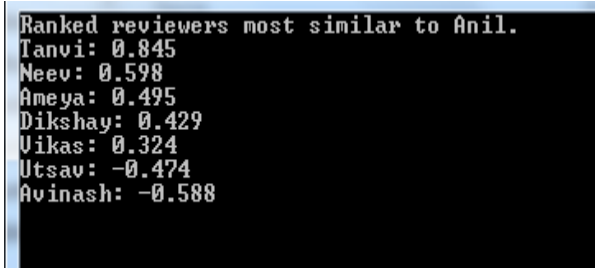 Ranked reviewers most similar to Anil.
Tanvi: 0.845
Neev: 0.598
Ameya: 0.495
Dikshay: 0.429
Vikas: 0.324
Utsav: -0.474
Avinash: -0.588